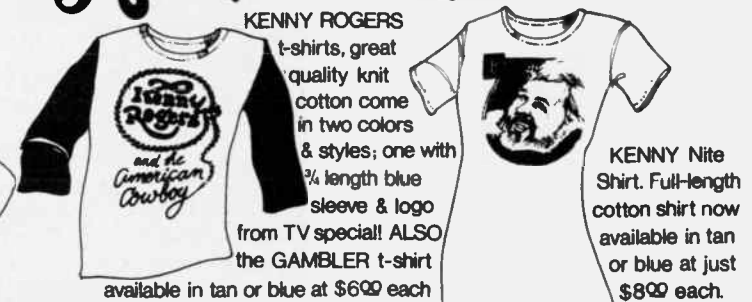 KENNY ROGERS
t-shirts, great
quality knit
cotton come
in two colors
& styles; one with
¾ length blue
sleeve & logo
from TV special! ALSO
the GAMBLER t-shirt
available in tan or blue at $6.00 each
Kenny
Rogers
and the
American
Cowboy
KENNY Nite
Shirt. Full-length
cotton shirt now
available in tan
or blue at just
$8.00 each.